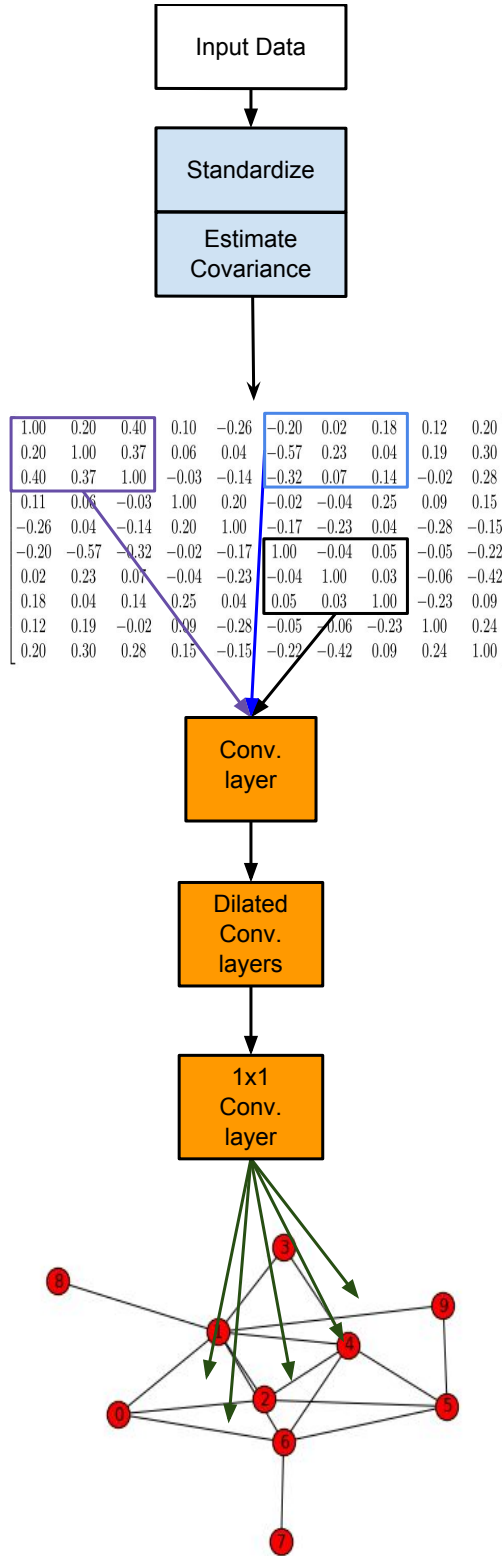 Input Data
Standardize
Estimate
Covariance
1.00 0.20 0.40 0.10 −0.26 −0.20 0.02 0.18 0.12 0.20
0.20 1.00 0.37 0.06 0.04 −0.57 0.23 0.04 0.19 0.30
0.40 0.37 1.00 −0.03 −0.14 −0.32 0.07 0.14 −0.02 0.28
0.11 0.06 −0.03 1.00 0.20 −0.02 −0.04 0.25 0.09 0.15
−0.26 0.04 −0.14 0.20 1.00 −0.17 −0.23 0.04 −0.28 −0.15
−0.20 −0.57 −0.32 −0.02 −0.17 1.00 −0.04 0.05 −0.05 −0.22
0.02 0.23 0.07 −0.04 −0.23 −0.04 1.00 0.03 −0.06 −0.42
0.18 0.04 0.14 0.25 0.04 0.05 0.03 1.00 −0.23 0.09
0.12 0.19 −0.02 0.09 −0.28 −0.05 −0.06 −0.23 1.00 0.24
0.20 0.30 0.28 0.15 −0.15 −0.22 −0.42 0.09 0.24 1.00
Conv.
layer
Dilated
Conv.
layers
1x1
Conv.
layer
3
8
9
1
4
2
0
5
6
7